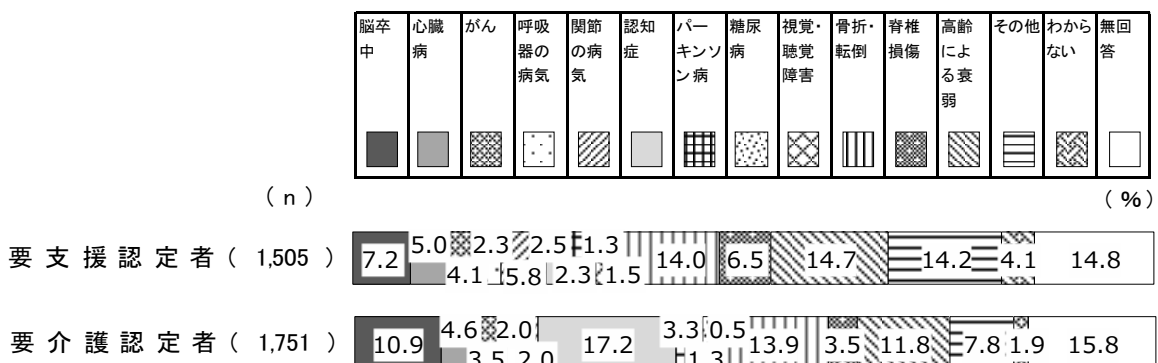 脳卒中
心臓病
がん
呼吸器の病気
関節の病気
認知症
パーキンソン病
糖尿病
視覚・聴覚障害
骨折・転倒
脊椎損傷
高齢による衰弱
その他
わからない
無回答
(n)
(%)
要支援認定者( 1,505 )
7.2 5.0 4.1 2.3 5.8 2.5 2.3 1.3 1.5 14.0 6.5 14.7 14.2 4.1 14.8
要介護認定者( 1,751 )
10.9 4.6 3.5 2.0 2.0 17.2 3.3 1.3 0.5 13.9 3.5 11.8 7.8 1.9 15.8